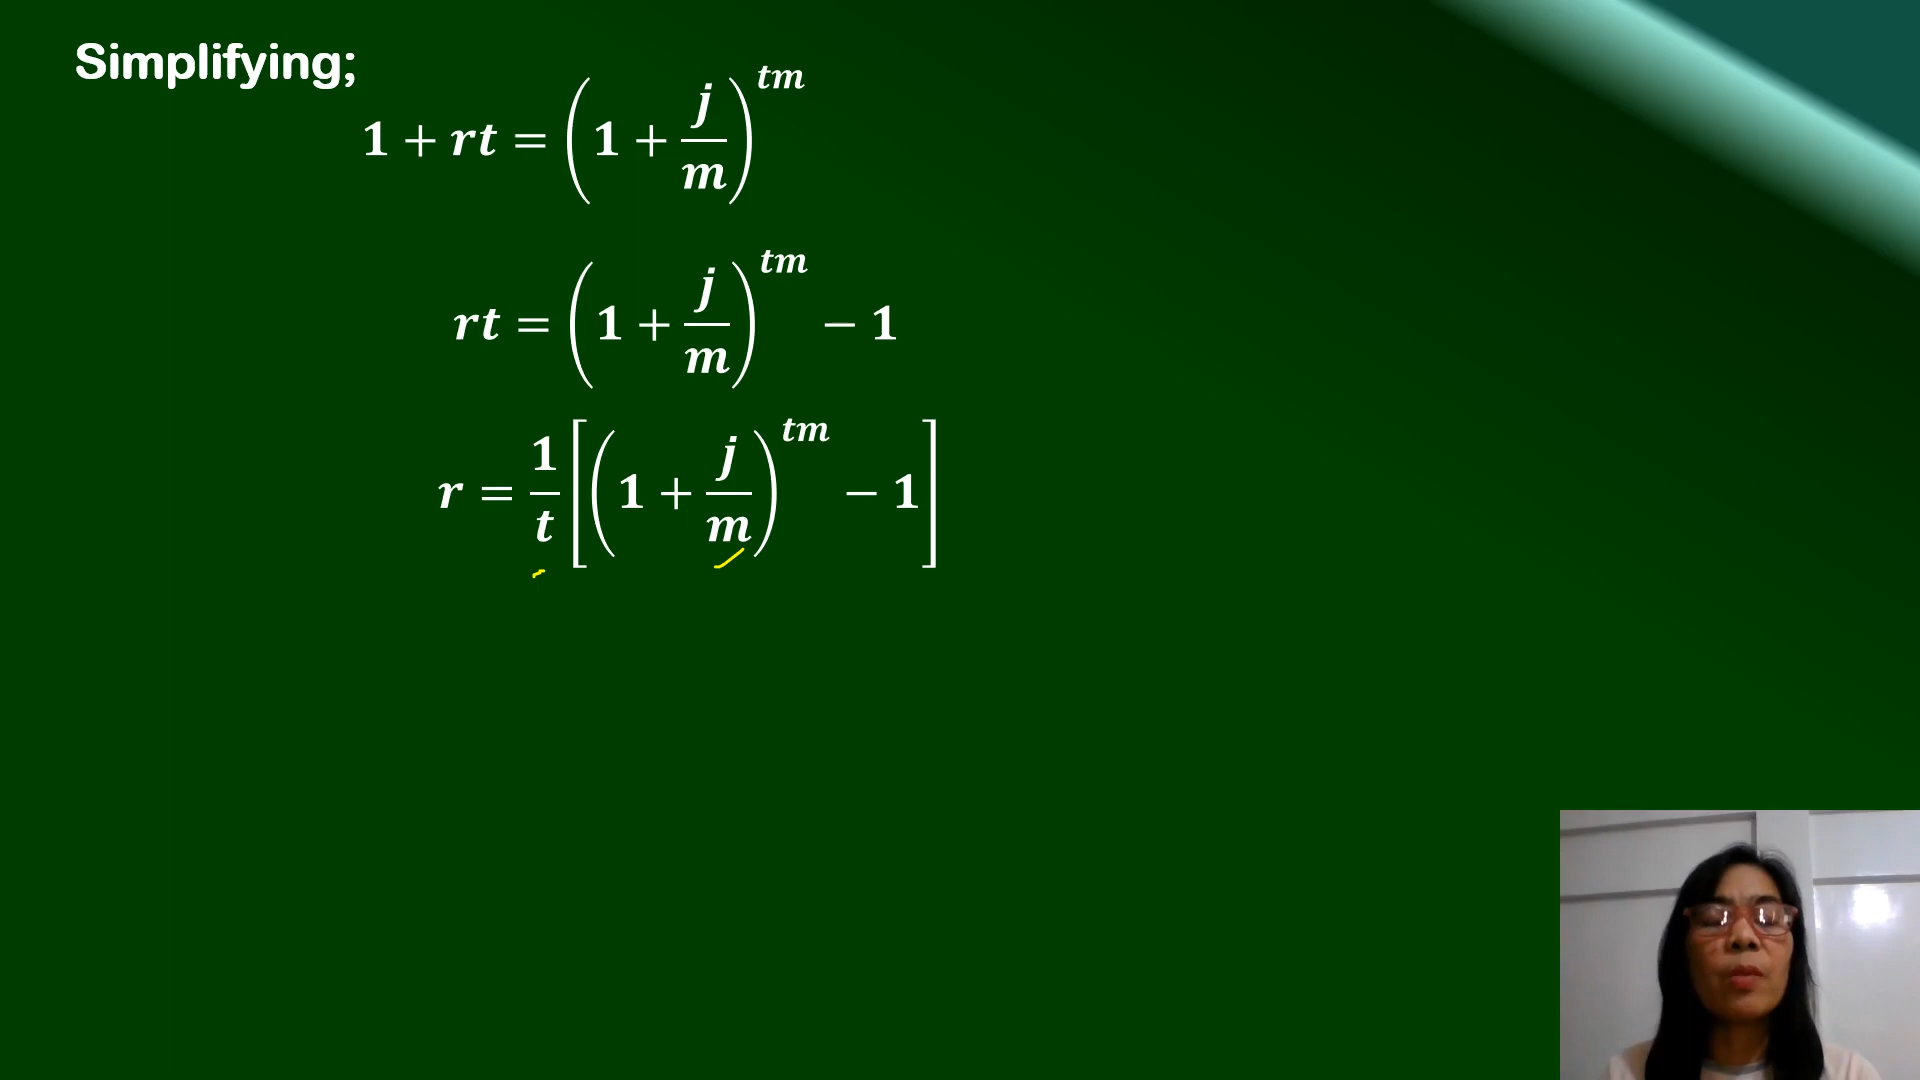 Simplifying;
1 + rt = (1 + j/m)^tm
rt = (1 + j/m)^tm − 1
r = 1/t [(1 + j/m)^tm − 1]